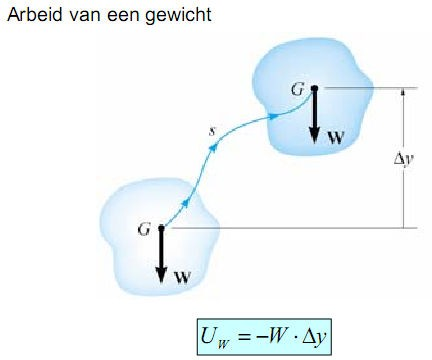 Arbeid van een gewicht
G
W
s
Δy
G
W
U_W = −W · Δy